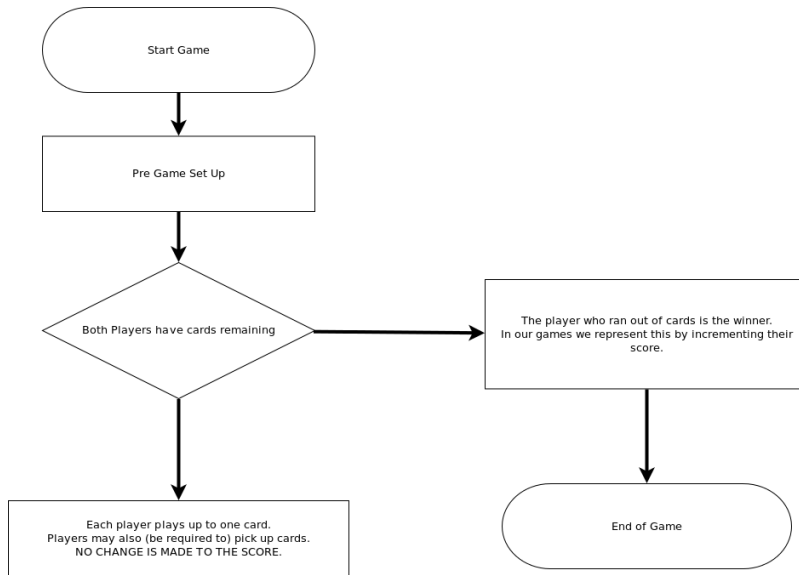 Start Game
Pre Game Set Up
Both Players have cards remaining
The player who ran out of cards is the winner.
In our games we represent this by incrementing their
score.
Each player plays up to one card.
Players may also (be required to) pick up cards.
NO CHANGE IS MADE TO THE SCORE.
End of Game